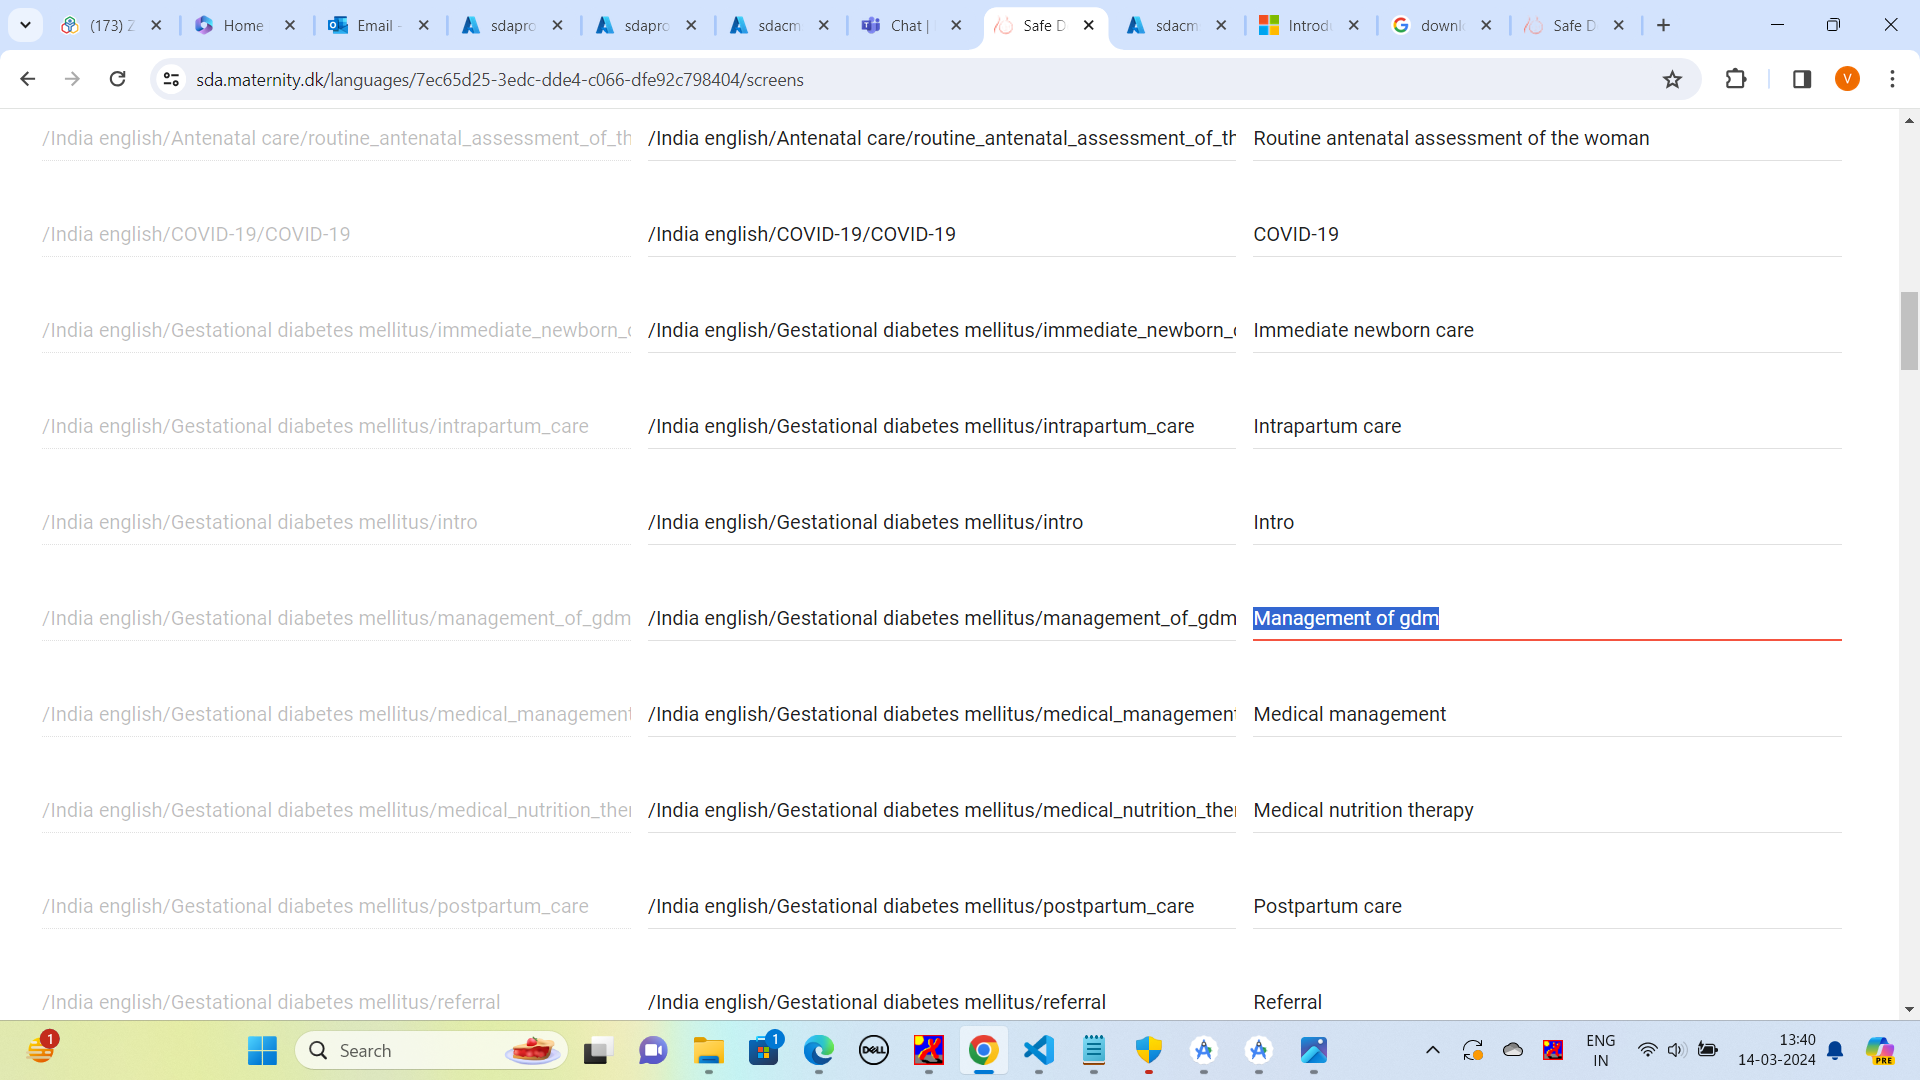 (173) Z
Home
Email -
sdapro
sdapro
sdacm
Chat |
Safe D
sdacm
Introdu
downl
Safe D
sda.maternity.dk/languages/7ec65d25-3edc-dde4-c066-dfe92c798404/screens
V
/India english/Antenatal care/routine_antenatal_assessment_of_th /India english/Antenatal care/routine_antenatal_assessment_of_th Routine antenatal assessment of the woman
/India english/COVID-19/COVID-19 /India english/COVID-19/COVID-19 COVID-19
/India english/Gestational diabetes mellitus/immediate_newborn_c /India english/Gestational diabetes mellitus/immediate_newborn_c Immediate newborn care
/India english/Gestational diabetes mellitus/intrapartum_care /India english/Gestational diabetes mellitus/intrapartum_care Intrapartum care
/India english/Gestational diabetes mellitus/intro /India english/Gestational diabetes mellitus/intro Intro
/India english/Gestational diabetes mellitus/management_of_gdm /India english/Gestational diabetes mellitus/management_of_gdm Management of gdm
/India english/Gestational diabetes mellitus/medical_management /India english/Gestational diabetes mellitus/medical_management Medical management
/India english/Gestational diabetes mellitus/medical_nutrition_the /India english/Gestational diabetes mellitus/medical_nutrition_the Medical nutrition therapy
/India english/Gestational diabetes mellitus/postpartum_care /India english/Gestational diabetes mellitus/postpartum_care Postpartum care
/India english/Gestational diabetes mellitus/referral /India english/Gestational diabetes mellitus/referral Referral
1
Search
1
DELL
ENG
IN
13:40
14-03-2024
PRE